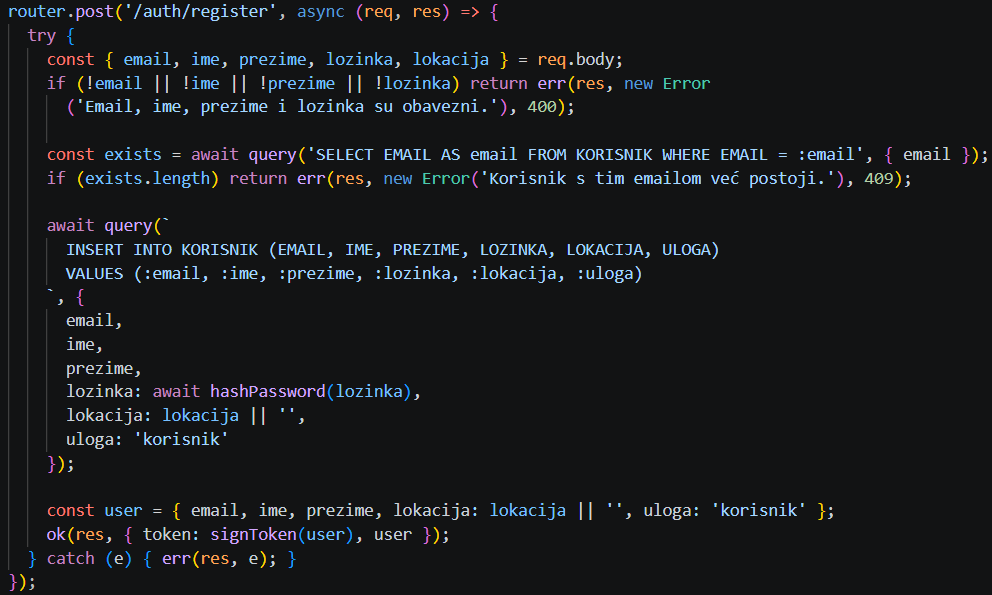 router.post('/auth/register', async (req, res) => {
try {
const { email, ime, prezime, lozinka, lokacija } = req.body;
if (!email || !ime || !prezime || !lozinka) return err(res, new Error
('Email, ime, prezime i lozinka su obavezni.'), 400);
const exists = await query('SELECT EMAIL AS email FROM KORISNIK WHERE EMAIL = :email', { email });
if (exists.length) return err(res, new Error('Korisnik s tim emailom već postoji.'), 409);
await query(`
INSERT INTO KORISNIK (EMAIL, IME, PREZIME, LOZINKA, LOKACIJA, ULOGA)
VALUES (:email, :ime, :prezime, :lozinka, :lokacija, :uloga)
`, {
email,
ime,
prezime,
lozinka: await hashPassword(lozinka),
lokacija: lokacija || '',
uloga: 'korisnik'
});
const user = { email, ime, prezime, lokacija: lokacija || '', uloga: 'korisnik' };
ok(res, { token: signToken(user), user });
} catch (e) { err(res, e); }
});